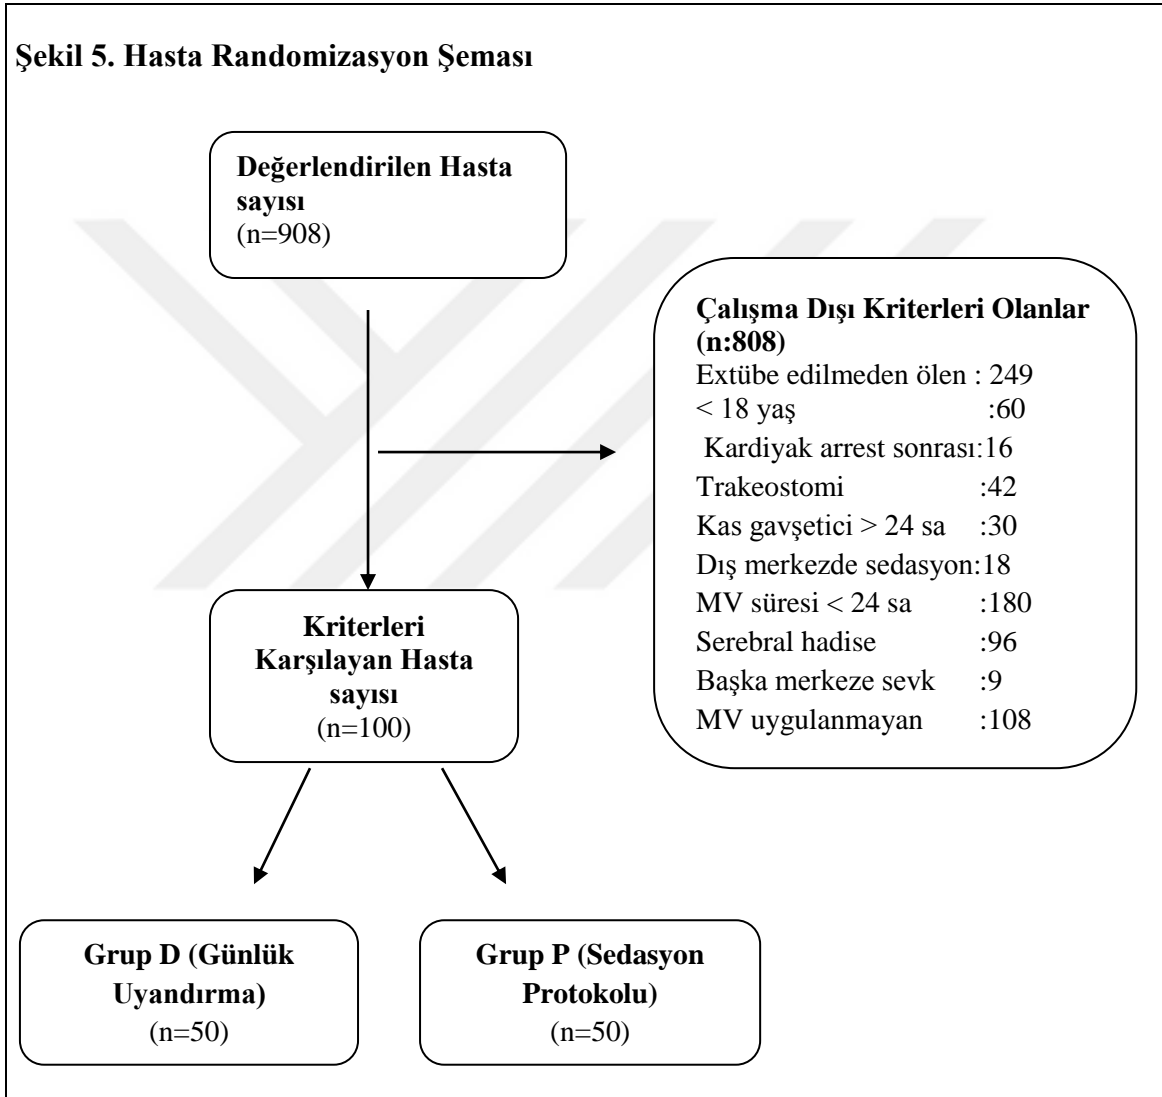 Şekil 5. Hasta Randomizasyon Şeması
Değerlendirilen Hasta
sayısı
(n=908)
Çalışma Dışı Kriterleri Olanlar
(n:808)
Extübe edilmeden ölen : 249
< 18 yaş :60
Kardiyak arrest sonrası:16
Trakeostomi :42
Kas gavşetici > 24 sa :30
Dış merkezde sedasyon:18
MV süresi < 24 sa :180
Serebral hadise :96
Başka merkeze sevk :9
MV uygulanmayan :108
Kriterleri
Karşılayan Hasta
sayısı
(n=100)
Grup D (Günlük
Uyandırma)
(n=50)
Grup P (Sedasyon
Protokolu)
(n=50)